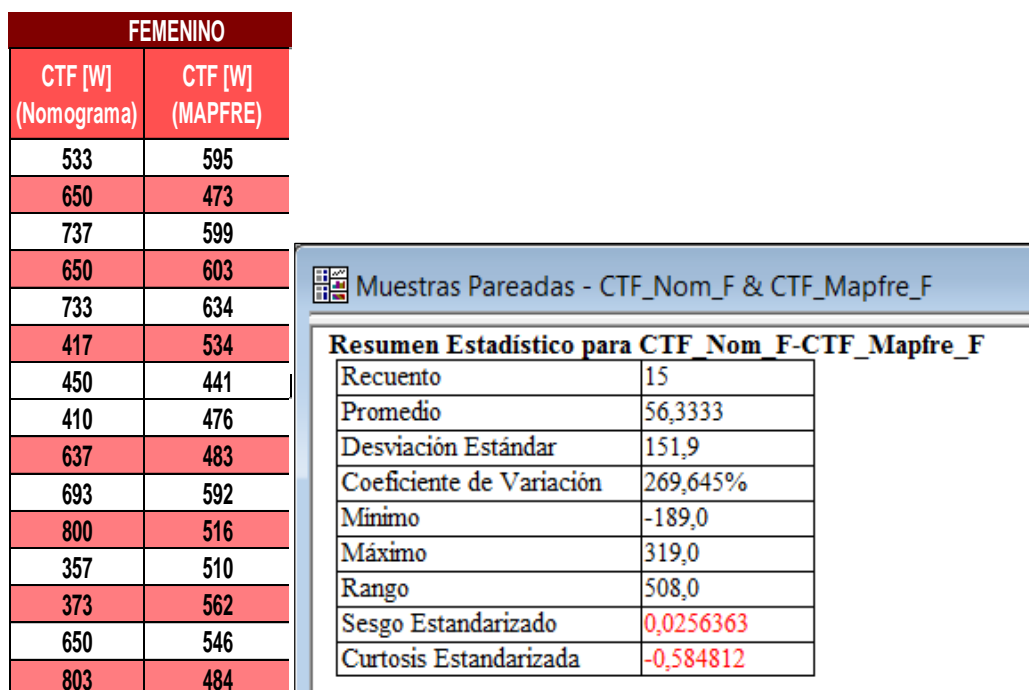 FEMENINO
CTF [W] (Nomograma) CTF [W] (MAPFRE)
533 595
650 473
737 599
650 603
733 634
417 534
450 441
410 476
637 483
693 592
800 516
357 510
373 562
650 546
803 484
Muestras Pareadas - CTF_Nom_F & CTF_Mapfre_F
Resumen Estadístico para CTF_Nom_F-CTF_Mapfre_F
Recuento 15
Promedio 56,3333
Desviación Estándar 151,9
Coeficiente de Variación 269,645%
Mínimo -189,0
Máximo 319,0
Rango 508,0
Sesgo Estandarizado 0,0256363
Curtosis Estandarizada -0,584812